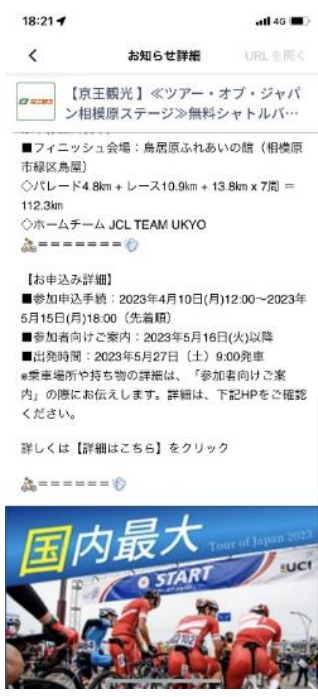 18:21
4G
お知らせ詳細
URLを開く
【京王観光】≪ツアー・オブ・ジャパ
ン相模原ステージ≫無料シャトルバ…
■フィニッシュ会場:鳥居原ふれあいの館(相模原
市緑区鳥屋)
◇パレード4.8km + レース10.9km + 13.8km x 7周 =
112.3km
◇ホームチーム JCL TEAM UKYO
🚴=======💨
【お申込み詳細】
■参加申込手続:2023年4月10日(月)12:00〜2023年
5月15日(月)18:00(先着順)
■参加者向けご案内:2023年5月16日(火)以降
■出発時間:2023年5月27日(土)9:00発車
※乗車場所や持ち物の詳細は、「参加者向けご案
内」の際にお伝えします。詳細は、下記HPをご確認
ください。
詳しくは【詳細はこちら】をクリック
🚴======💨
国内最大
Tour of Japan 2023
START
UCI